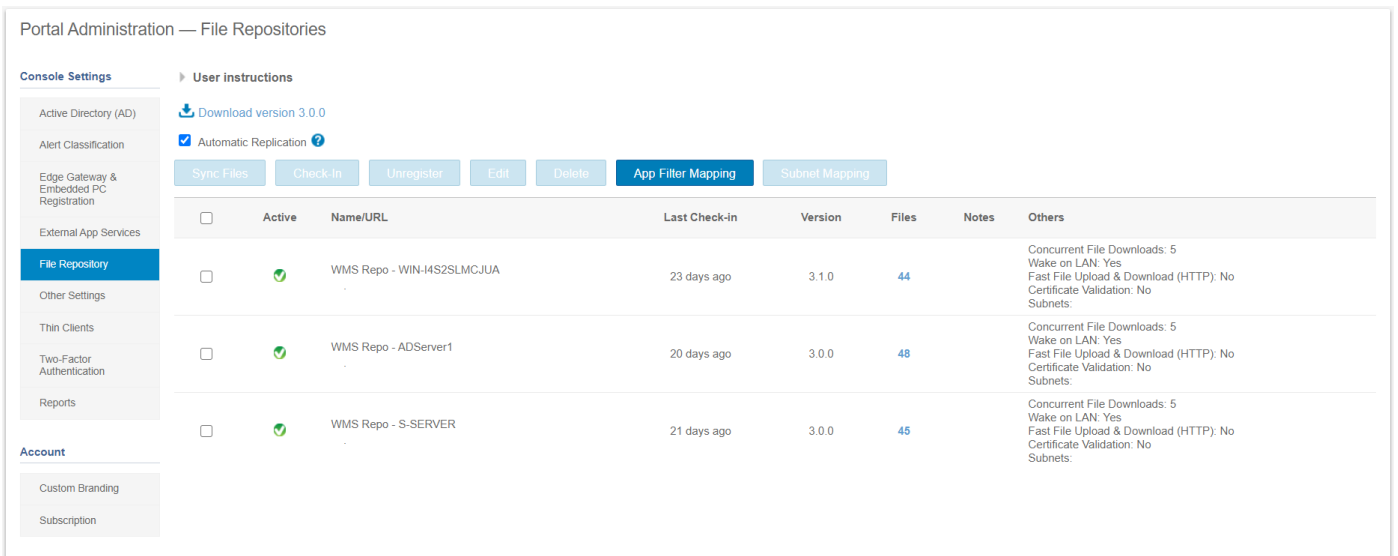 Portal Administration — File Repositories
Console Settings
Active Directory (AD)
Alert Classification
Edge Gateway &
Embedded PC
Registration
External App Services
File Repository
Other Settings
Thin Clients
Two-Factor
Authentication
Reports
Account
Custom Branding
Subscription
User instructions
Download version 3.0.0
Automatic Replication ?
Sync Files Check-In Unregister Edit Delete App Filter Mapping Subnet Mapping
Active Name/URL Last Check-in Version Files Notes Others
WMS Repo - WIN-I4S2SLMCJUA 23 days ago 3.1.0 44
Concurrent File Downloads: 5
Wake on LAN: Yes
Fast File Upload & Download (HTTP): No
Certificate Validation: No
Subnets:
WMS Repo - ADServer1 20 days ago 3.0.0 48
Concurrent File Downloads: 5
Wake on LAN: Yes
Fast File Upload & Download (HTTP): No
Certificate Validation: No
Subnets:
WMS Repo - S-SERVER 21 days ago 3.0.0 45
Concurrent File Downloads: 5
Wake on LAN: Yes
Fast File Upload & Download (HTTP): No
Certificate Validation: No
Subnets: